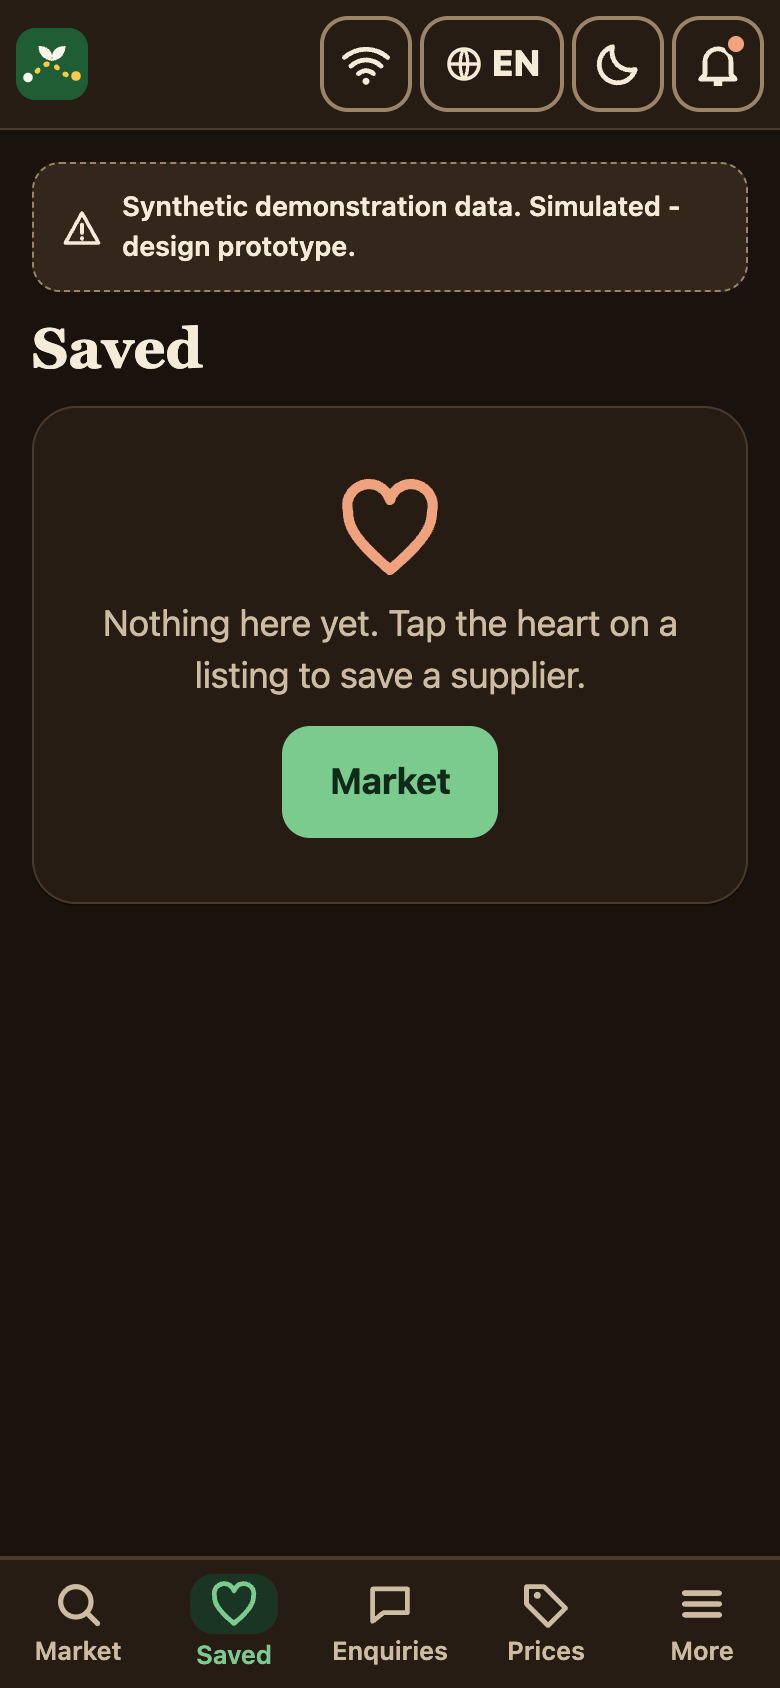 EN
Synthetic demonstration data. Simulated -
design prototype.
Saved
Nothing here yet. Tap the heart on a
listing to save a supplier.
Market
Market
Saved
Enquiries
Prices
More